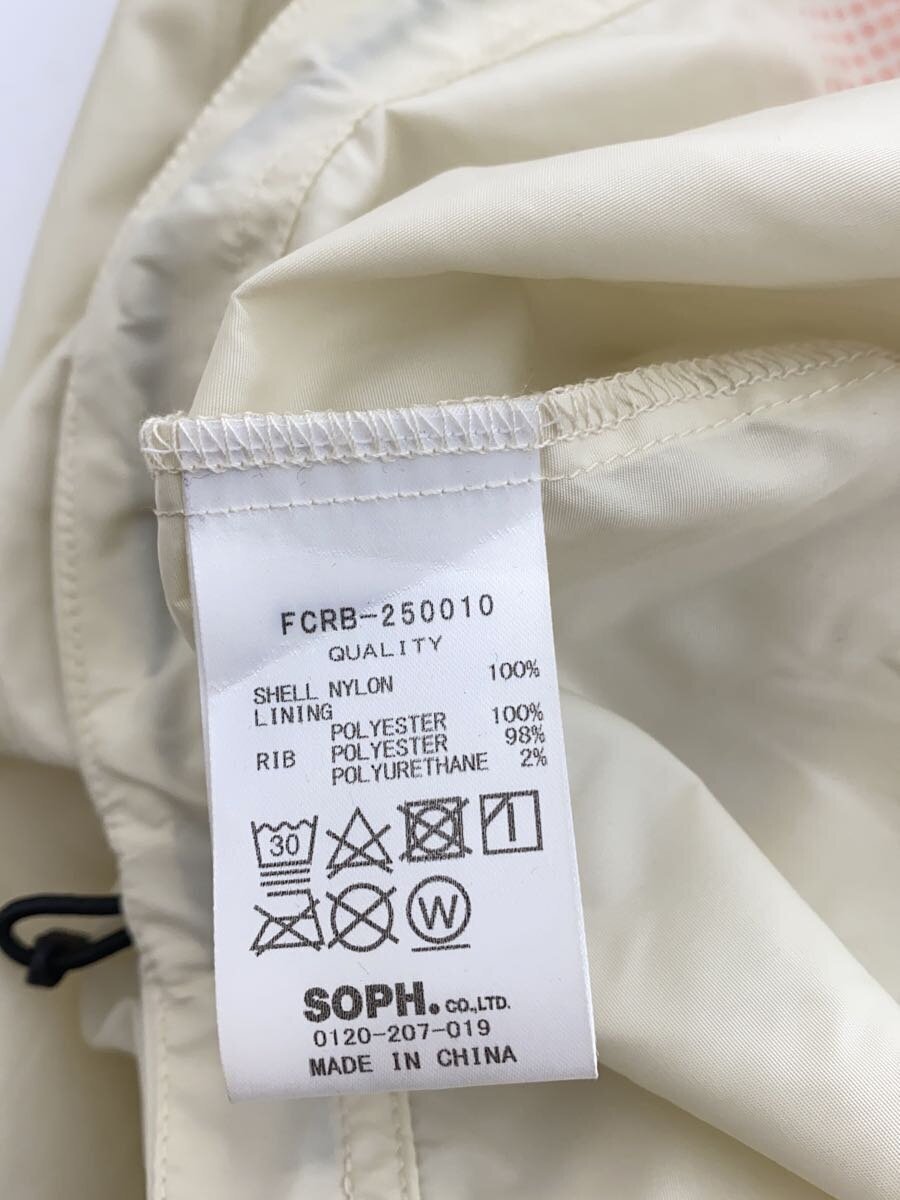 FCRB-250010
QUALITY
SHELL NYLON 100%
LINING
POLYESTER 100%
RIB POLYESTER 98%
POLYURETHANE 2%
30
W
SOPH. CO.,LTD.
0120-207-019
MADE IN CHINA